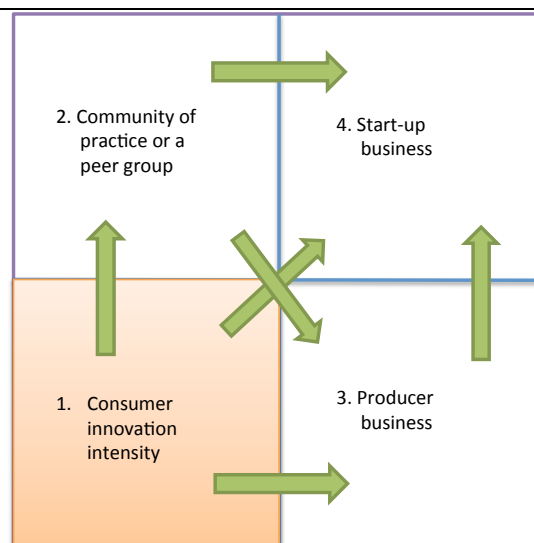 2. Community of
practice or a
peer group
4. Start-up
business
1. Consumer
innovation
intensity
3. Producer
business